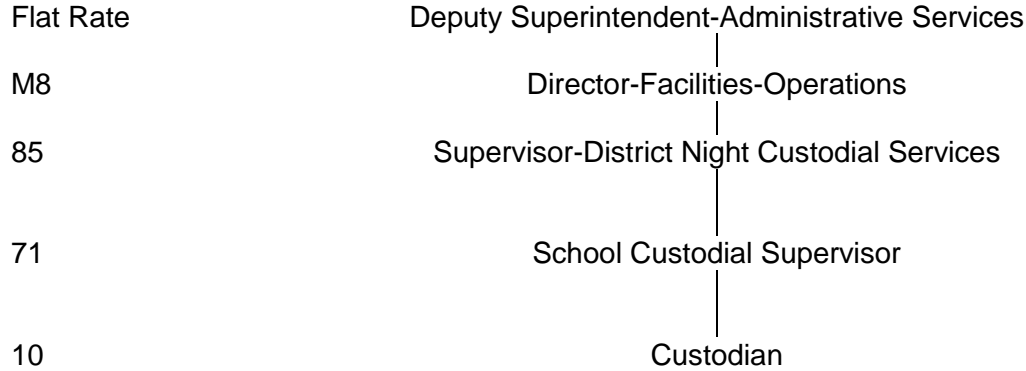 Flat Rate Deputy Superintendent-Administrative Services
M8 Director-Facilities-Operations
85 Supervisor-District Night Custodial Services
71 School Custodial Supervisor
10 Custodian